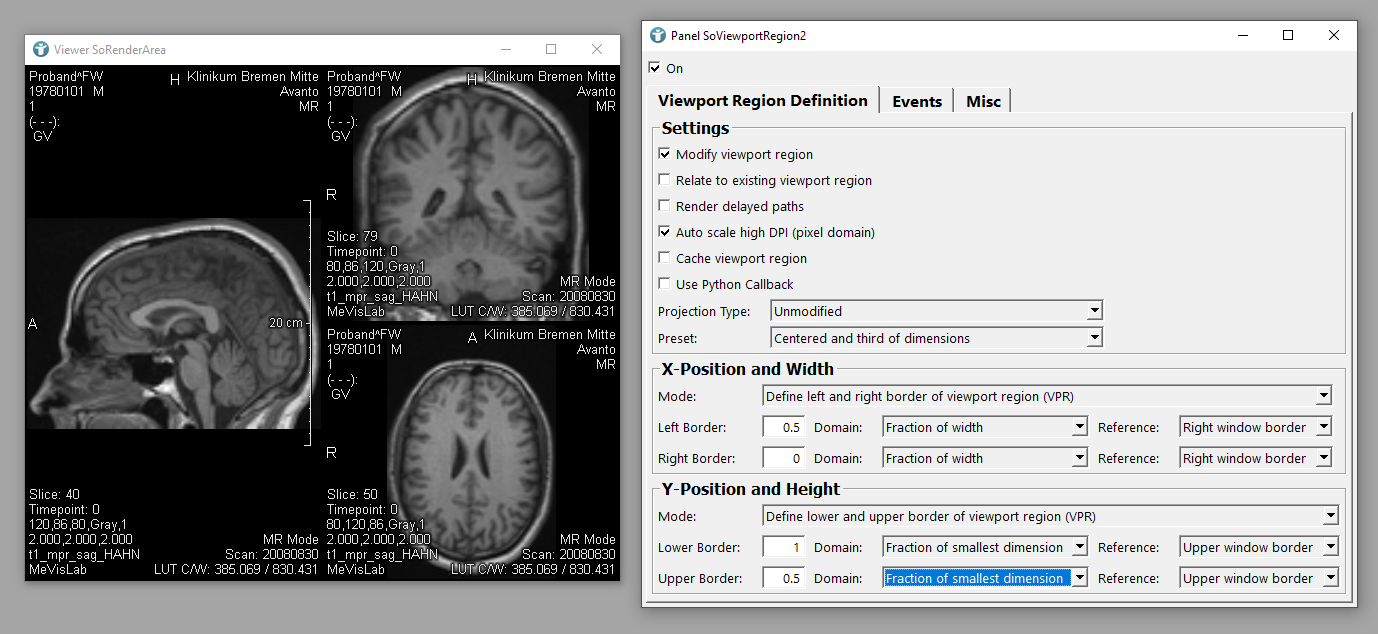 Viewer SoRenderArea
Proband^FW
19780101 M
1
(- - -):
GV
H
Klinikum Bremen Mitte
Avanto
MR
A
20 cm
Slice: 40
Timepoint: 0
120,86,80,Gray,1
2.000,2.000,2.000
t1_mpr_sag_HAHN
MeVisLab
MR Mode
Scan: 20080830
LUT C/W: 385.069 / 830.431
Proband^FW
19780101 M
1
(- - -):
GV
H
Klinikum Bremen Mitte
Avanto
MR
R
Slice: 79
Timepoint: 0
80,86,120,Gray,1
2.000,2.000,2.000
t1_mpr_sag_HAHN
MeVisLab
MR Mode
Scan: 20080830
LUT C/W: 385.069 / 830.431
Proband^FW
19780101 M
1
(- - -):
GV
A
Klinikum Bremen Mitte
Avanto
MR
R
Slice: 50
Timepoint: 0
80,120,86,Gray,1
2.000,2.000,2.000
t1_mpr_sag_HAHN
MeVisLab
MR Mode
Scan: 20080830
LUT C/W: 385.069 / 830.431
Panel SoViewportRegion2
On
Viewport Region Definition Events Misc
Settings
Modify viewport region
Relate to existing viewport region
Render delayed paths
Auto scale high DPI (pixel domain)
Cache viewport region
Use Python Callback
Projection Type: Unmodified
Preset: Centered and third of dimensions
X-Position and Width
Mode: Define left and right border of viewport region (VPR)
Left Border: 0.5 Domain: Fraction of width Reference: Right window border
Right Border: 0 Domain: Fraction of width Reference: Right window border
Y-Position and Height
Mode: Define lower and upper border of viewport region (VPR)
Lower Border: 1 Domain: Fraction of smallest dimension Reference: Upper window border
Upper Border: 0.5 Domain: Fraction of smallest dimension Reference: Upper window border